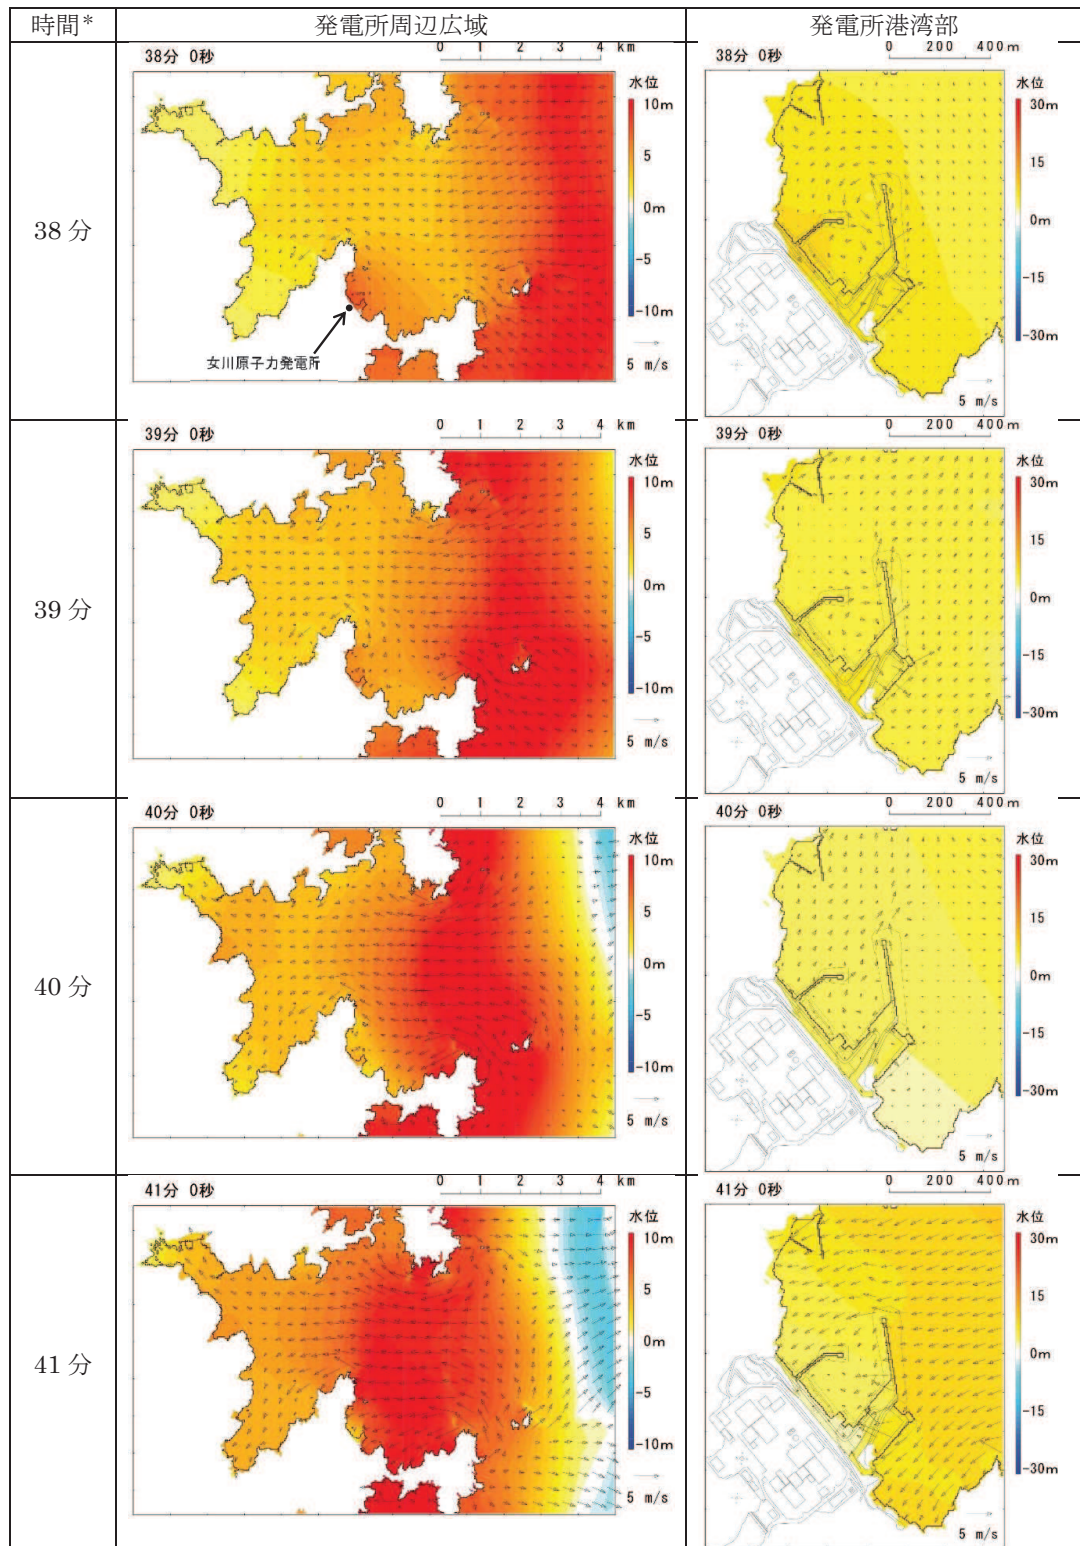 時間* 発電所周辺広域 発電所港湾部
38分
38分 0秒 0 1 2 3 4 km
水位
10m
5
0m
-5
-10m
5 m/s
女川原子力発電所
38分 0秒 0 200 400m
水位
30m
15
0m
-15
-30m
5 m/s
39分
39分 0秒 0 1 2 3 4 km
水位
10m
5
0m
-5
-10m
5 m/s
39分 0秒 0 200 400m
水位
30m
15
0m
-15
-30m
5 m/s
40分
40分 0秒 0 1 2 3 4 km
水位
10m
5
0m
-5
-10m
5 m/s
40分 0秒 0 200 400m
水位
30m
15
0m
-15
-30m
5 m/s
41分
41分 0秒 0 1 2 3 4 km
水位
10m
5
0m
-5
-10m
5 m/s
41分 0秒 0 200 400m
水位
30m
15
0m
-15
-30m
5 m/s